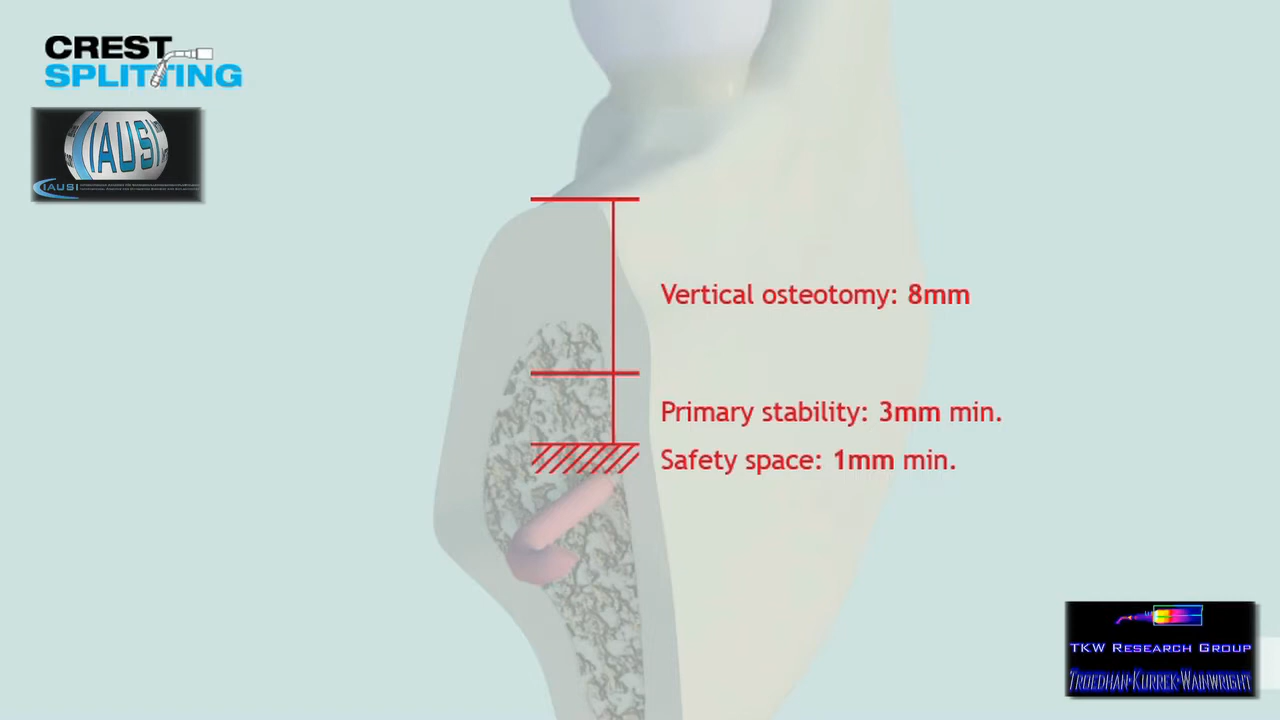 CREST
SPLITTING
IAUSI
IAUSI
Vertical osteotomy: 8mm
Primary stability: 3mm min.
Safety space: 1mm min.
TKW Research Group
Troedhan·Kurrek·Wainwright